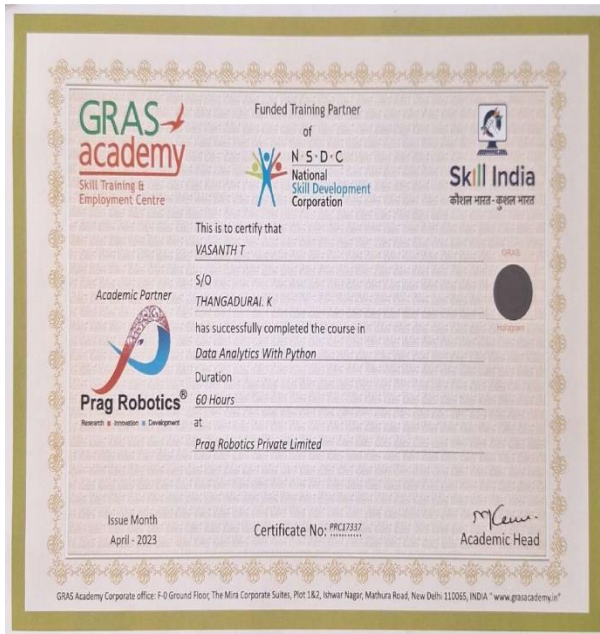 GRAS
academy
Skill Training &
Employment Centre
Funded Training Partner
of
N·S·D·C
National
Skill Development
Corporation
Skill India
कौशल भारत - कुशल भारत
This is to certify that
VASANTH T
S/O
THANGADURAI. K
has successfully completed the course in
Data Analytics With Python
Duration
60 Hours
at
Prag Robotics Private Limited
Academic Partner
Prag Robotics®
Research Innovation Development
GRAS
Hologram
Issue Month
April - 2023
Certificate No: PRC17337
Academic Head
GRAS Academy Corporate office: F-0 Ground Floor, The Mira Corporate Suites, Plot 1&2, Ishwar Nagar, Mathura Road, New Delhi 110065, INDIA * www.grasacademy.in*